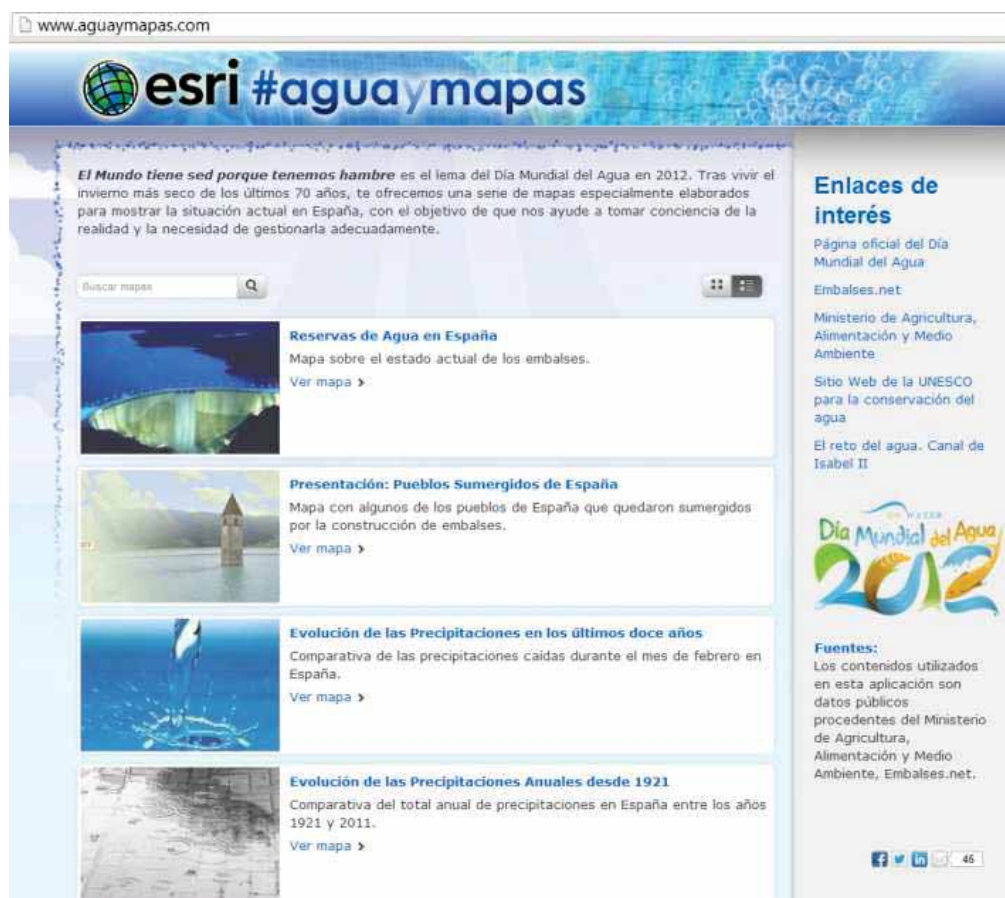 www.aguaymapas.com
esri #aguaymapas
El Mundo tiene sed porque tenemos hambre es el lema del Día Mundial del Agua en 2012. Tras vivir el
invierno más seco de los últimos 70 años, te ofrecemos una serie de mapas especialmente elaborados
para mostrar la situación actual en España, con el objetivo de que nos ayude a tomar conciencia de la
realidad y la necesidad de gestionarla adecuadamente.
Buscar mapas
Reservas de Agua en España
Mapa sobre el estado actual de los embalses.
Ver mapa
Presentación: Pueblos Sumergidos de España
Mapa con algunos de los pueblos de España que quedaron sumergidos
por la construcción de embalses.
Ver mapa
Evolución de las Precipitaciones en los últimos doce años
Comparativa de las precipitaciones caídas durante el mes de febrero en
España.
Ver mapa
Evolución de las Precipitaciones Anuales desde 1921
Comparativa del total anual de precipitaciones en España entre los años
1921 y 2011.
Ver mapa
Enlaces de
interés
Página oficial del Día
Mundial del Agua
Embalses.net
Ministerio de Agricultura,
Alimentación y Medio
Ambiente
Sitio Web de la UNESCO
para la conservación del
agua
El reto del agua. Canal de
Isabel II
Día Mundial del Agua
2012
Fuentes:
Los contenidos utilizados
en esta aplicación son
datos públicos
procedentes del Ministerio
de Agricultura,
Alimentación y Medio
Ambiente, Embalses.net.
46